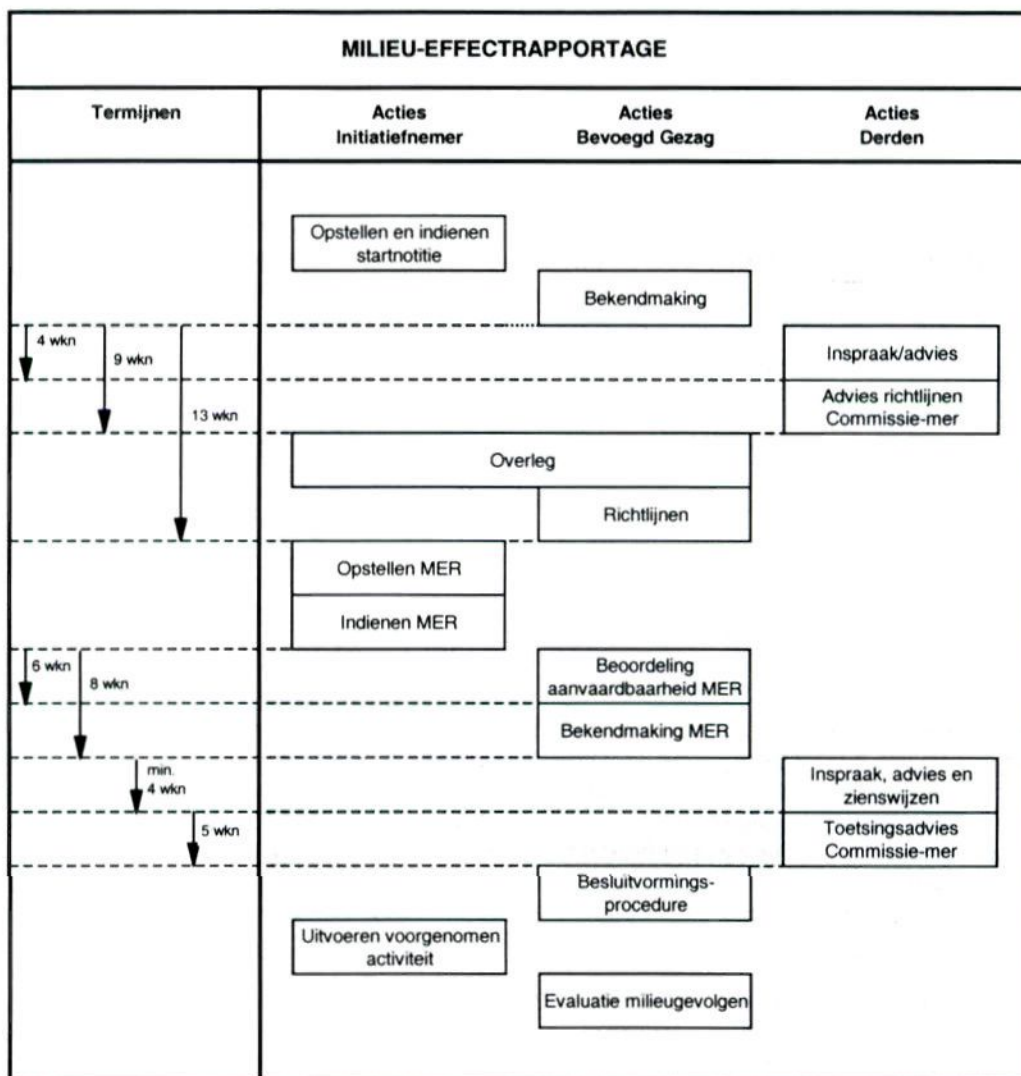 MILIEU-EFFECTRAPPORTAGE
Termijnen
Acties
Initiatiefnemer
Acties
Bevoegd Gezag
Acties
Derden
Opstellen en indienen
startnotitie
Bekendmaking
4 wkn
9 wkn
13 wkn
Inspraak/advies
Advies richtlijnen
Commissie-mer
Overleg
Richtlijnen
Opstellen MER
Indienen MER
6 wkn
8 wkn
Beoordeling
aanvaardbaarheid MER
Bekendmaking MER
min.
4 wkn
Inspraak, advies en
zienswijzen
5 wkn
Toetsingsadvies
Commissie-mer
Besluitvormings-
procedure
Uitvoeren voorgenomen
activiteit
Evaluatie milieugevolgen